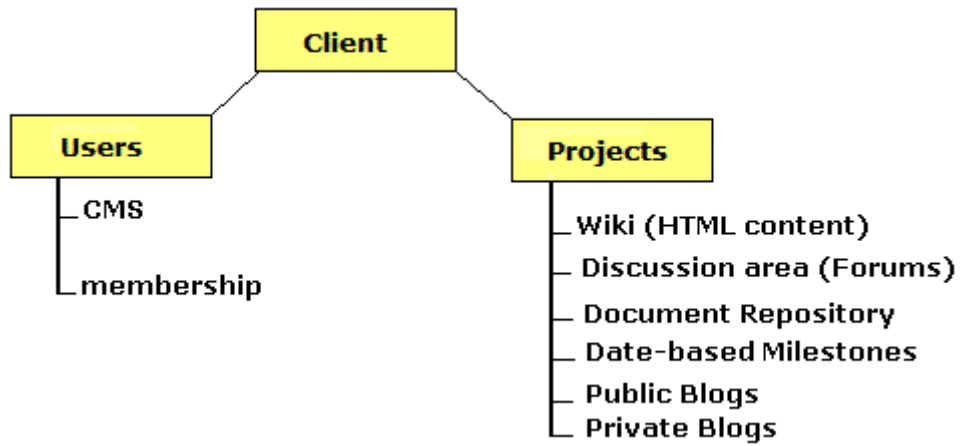 Client
Users
Projects
CMS
membership
Wiki (HTML content)
Discussion area (Forums)
Document Repository
Date-based Milestones
Public Blogs
Private Blogs